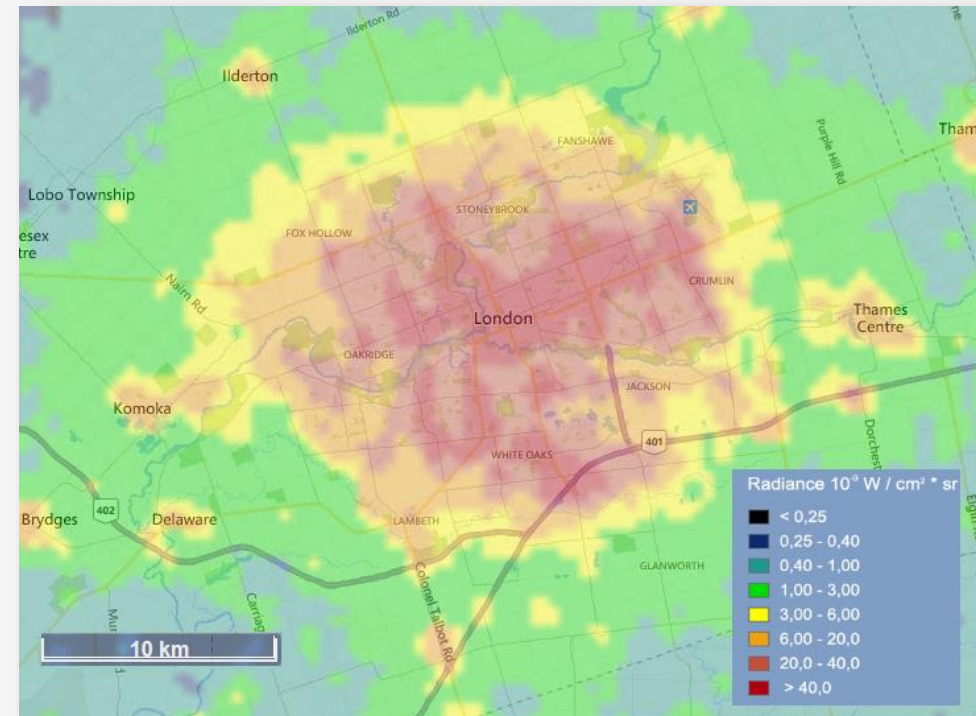 Ilderton Rd
Ilderton
FANSHAWE
Purple Hill Rd
Tham
Lobo Township
STONEYBROOK
esex
tre
FOX HOLLOW
Nairn Rd
CRUMLIN
London
Thames
Centre
OAKRIDGE
JACKSON
Komoka
401
WHITE OAKS
Dorchest
Radiance 10⁻⁹ W / cm² * sr
< 0,25
0,25 - 0,40
0,40 - 1,00
1,00 - 3,00
3,00 - 6,00
6,00 - 20,0
20,0 - 40,0
> 40,0
402
Brydges
Delaware
LAMBETH
GLANWORTH
Colonel Talbot Rd
Carriag
10 km